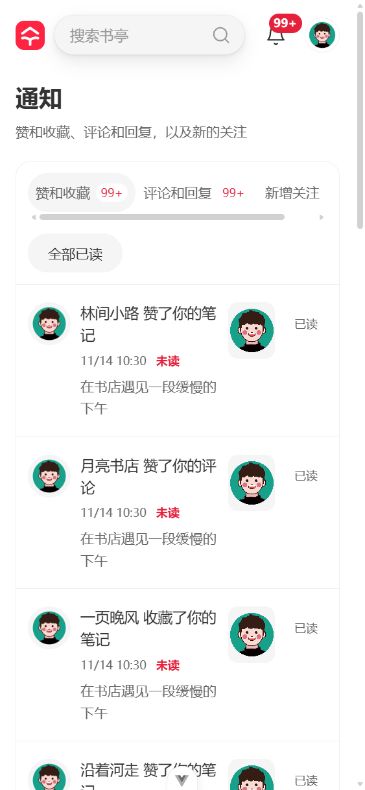 搜索书亭
99+
通知
赞和收藏、评论和回复，以及新的关注
赞和收藏 99+ 评论和回复 99+ 新增关注
全部已读
林间小路 赞了你的笔
记
已读
11/14 10:30 未读
在书店遇见一段缓慢的
下午
月亮书店 赞了你的评
论
已读
11/14 10:30 未读
在书店遇见一段缓慢的
下午
一页晚风 收藏了你的
笔记
已读
11/14 10:30 未读
在书店遇见一段缓慢的
下午
沿着河走 赞了你的笔
记
已读